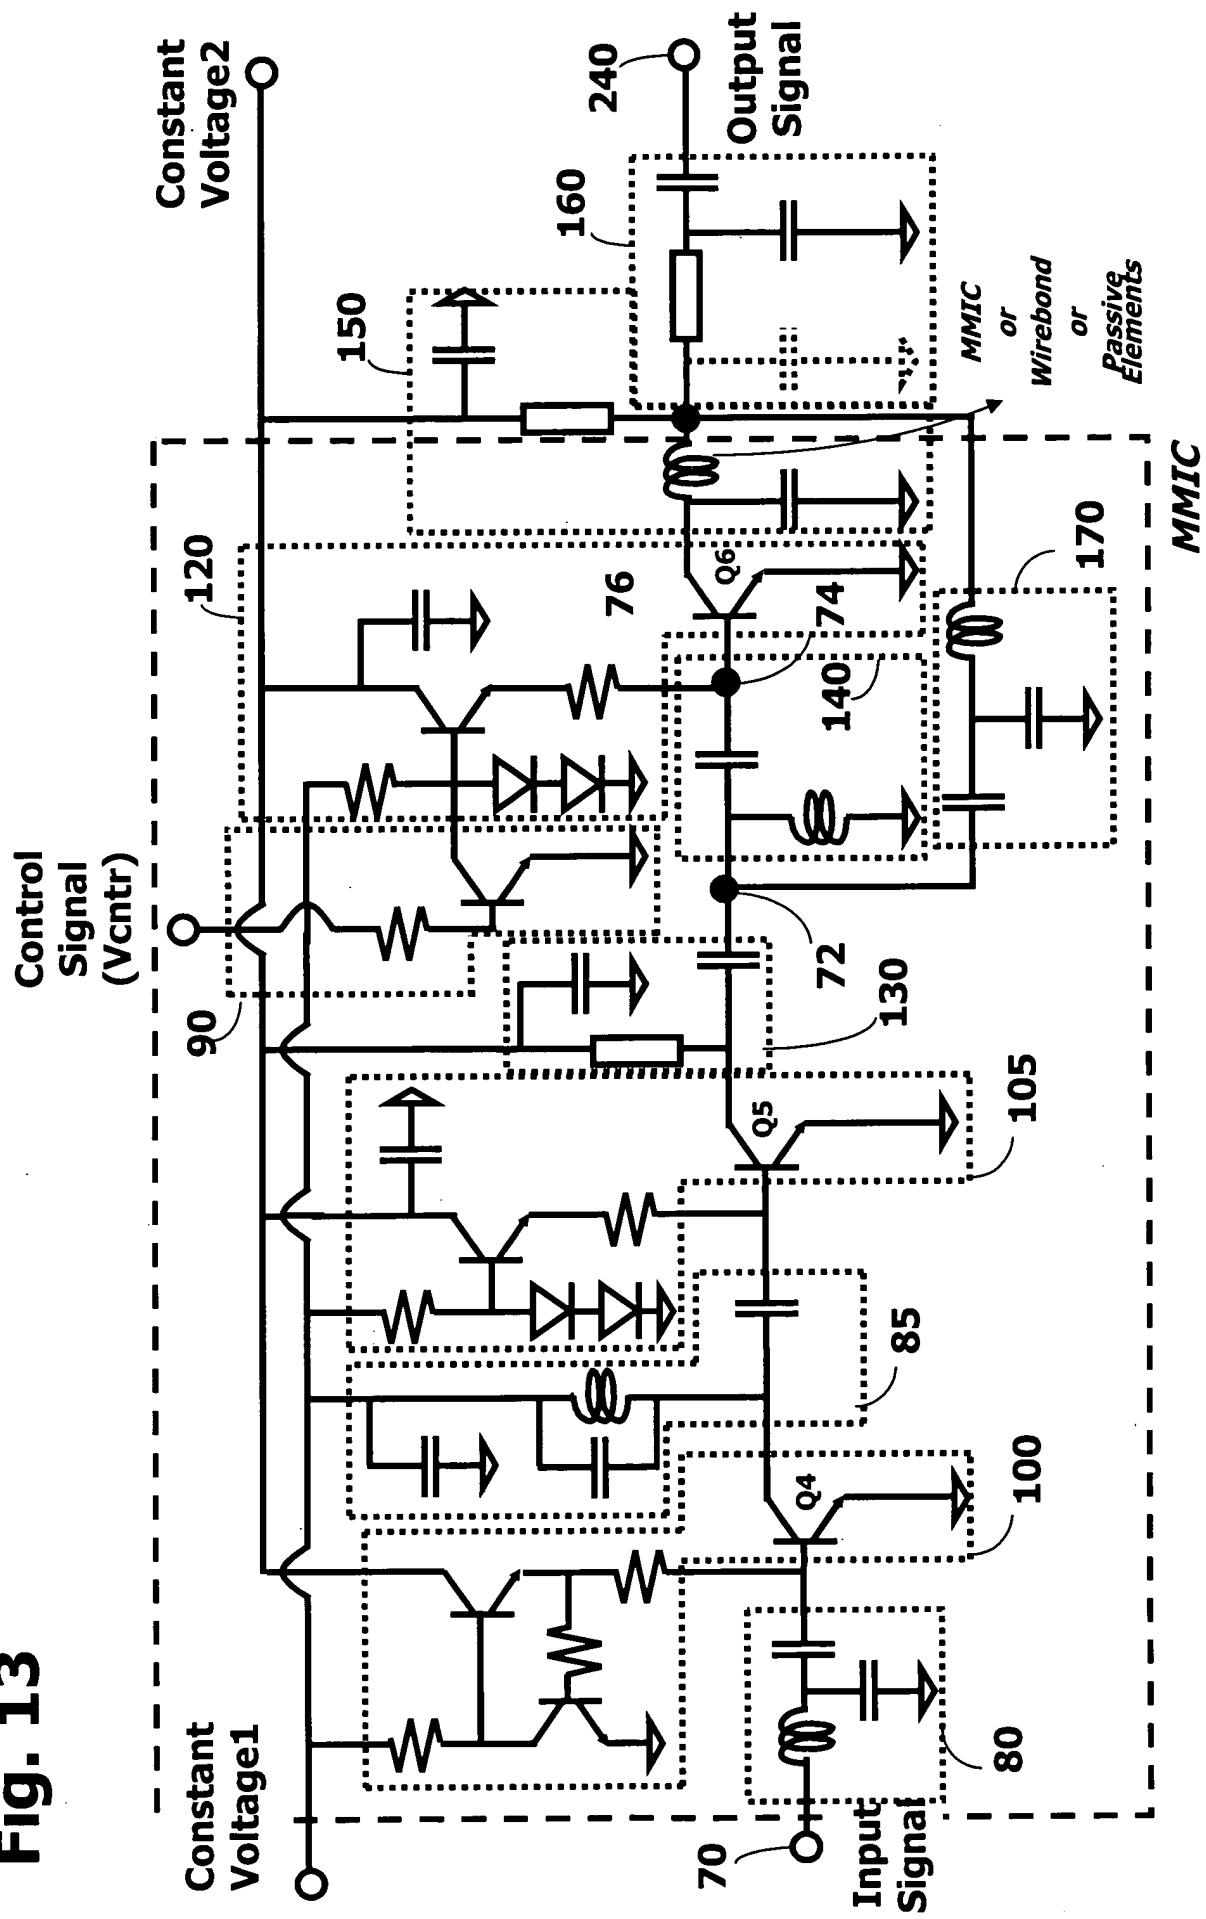 Fig. 13
Constant
Voltage1
Control
Signal
(Vcntr)
Constant
Voltage2
90
120
150
160
240
Output
Signal
76
Q6
74
140
72
130
Q5
105
85
Q4
100
80
70
Input
Signal
170
MMIC
or
Wirebond
or
Passive
Elements
MMIC